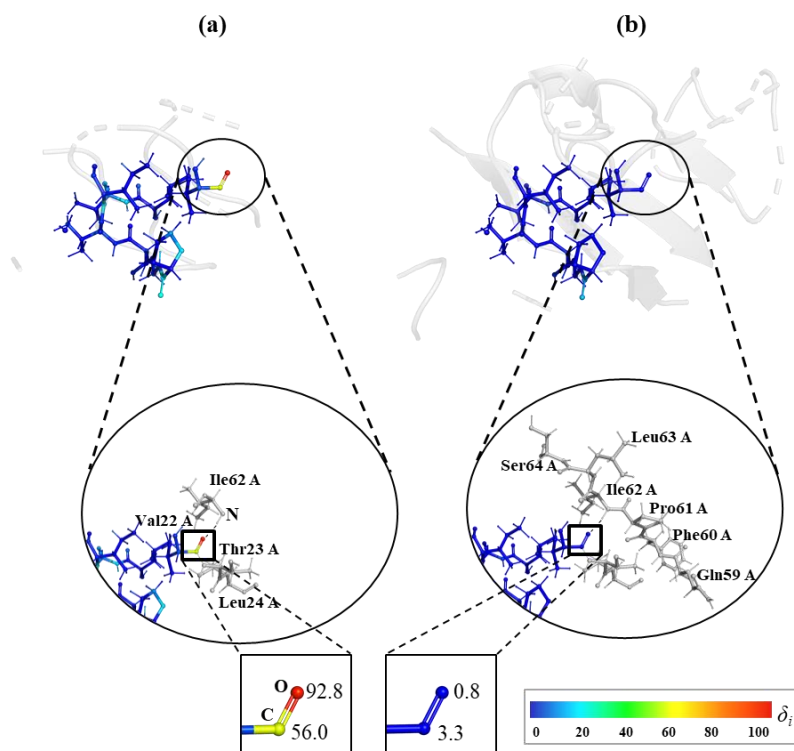 (a)
(b)
Ile62 A
Val22 A
N
Thr23 A
Leu24 A
Leu63 A
Ser64 A
Ile62 A
Pro61 A
Phe60 A
Gln59 A
O 92.8
C 56.0
0.8
3.3
δi
0 20 40 60 80 100